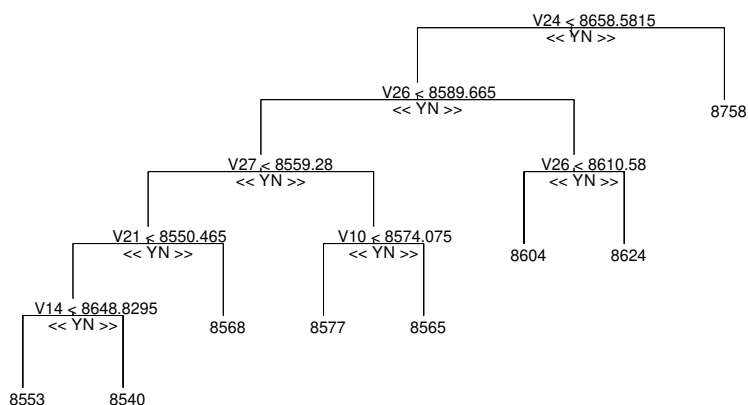 V24 < 8658.5815
<< YN >>
V26 < 8589.665
<< YN >>
8758
V27 < 8559.28
<< YN >>
V26 < 8610.58
<< YN >>
V21 < 8550.465
<< YN >>
V10 < 8574.075
<< YN >>
8604
8624
V14 < 8648.8295
<< YN >>
8568
8577
8565
8553
8540